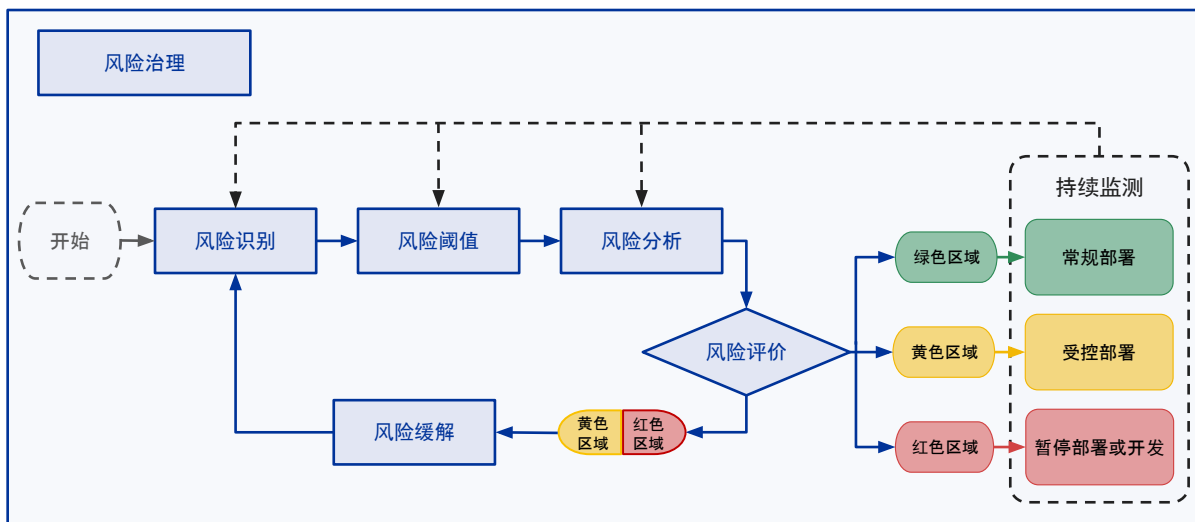 风险治理
持续监测
开始
风险识别
风险阈值
风险分析
绿色区域
常规部署
风险评价
黄色区域
受控部署
风险缓解
黄色
区域
红色
区域
红色区域
暂停部署或开发